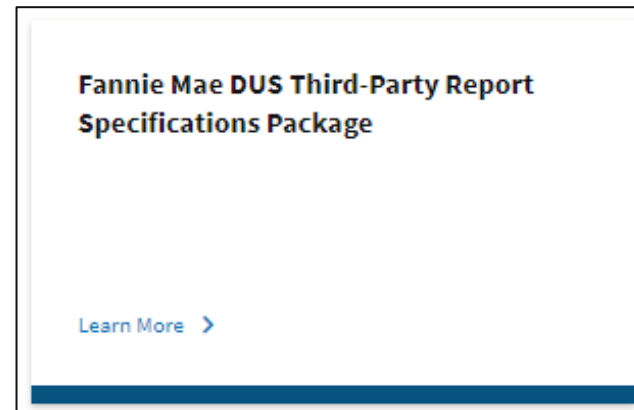 Fannie Mae DUS Third-Party Report
Specifications Package
Learn More